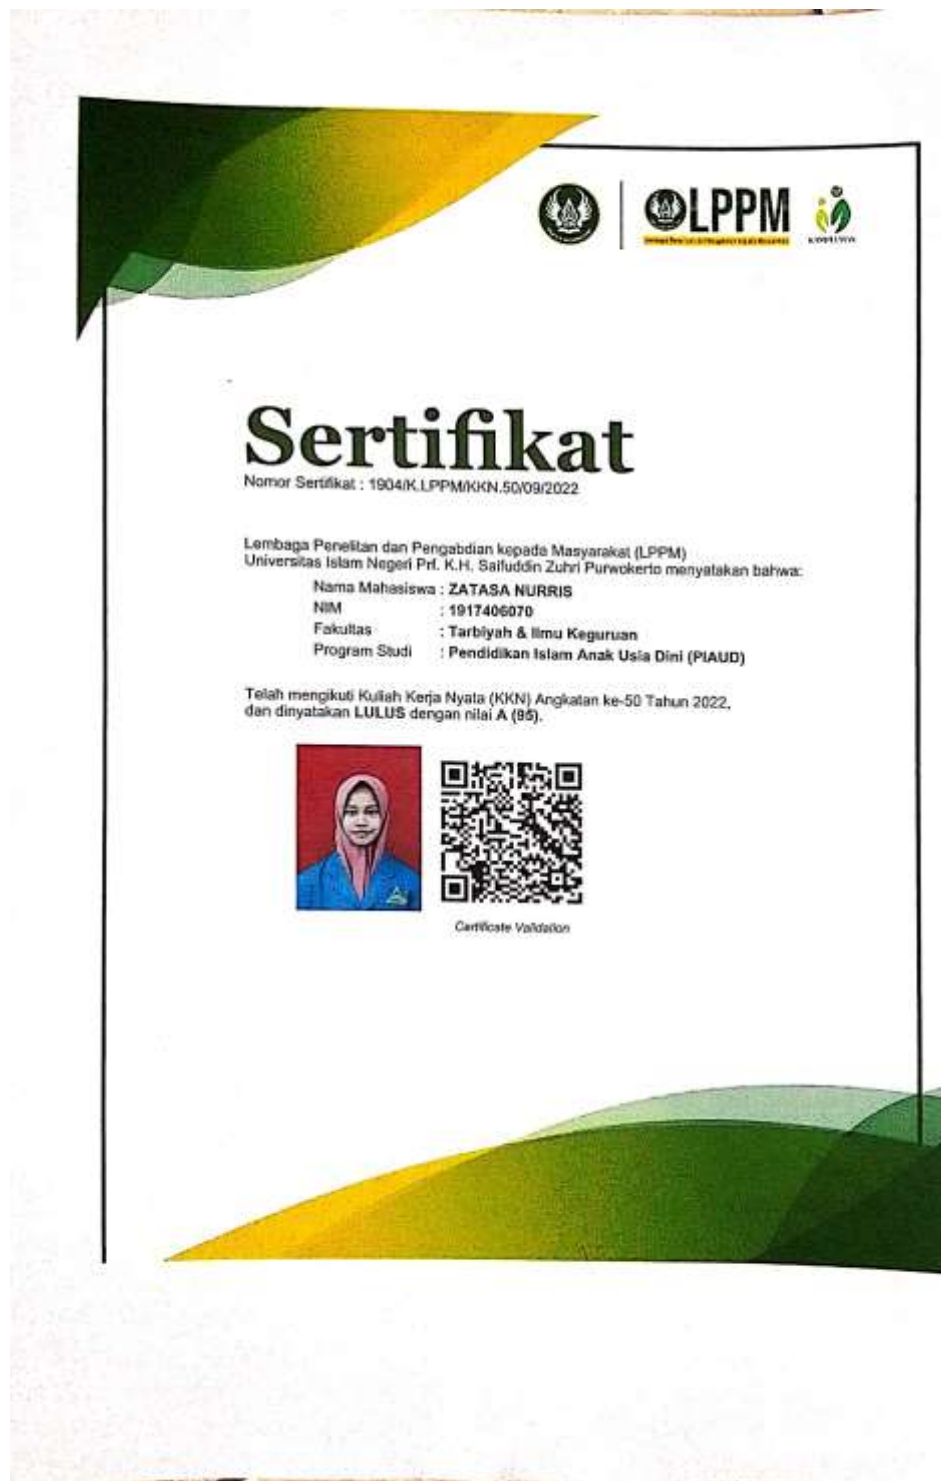 LPPM
Sertifikat
Nomor Sertifikat : 1904/K.LPPM/KKN.50/09/2022
Lembaga Penelitan dan Pengabdian kepada Masyarakat (LPPM)
Universitas Islam Negeri Prf. K.H. Saifuddin Zuhri Purwokerto menyatakan bahwa:
Nama Mahasiswa : ZATASA NURRIS
NIM : 1917406070
Fakultas : Tarbiyah & Ilmu Keguruan
Program Studi : Pendidikan Islam Anak Usia Dini (PIAUD)
Telah mengikuti Kuliah Kerja Nyata (KKN) Angkatan ke-50 Tahun 2022,
dan dinyatakan LULUS dengan nilai A (95).
Certificate Validation